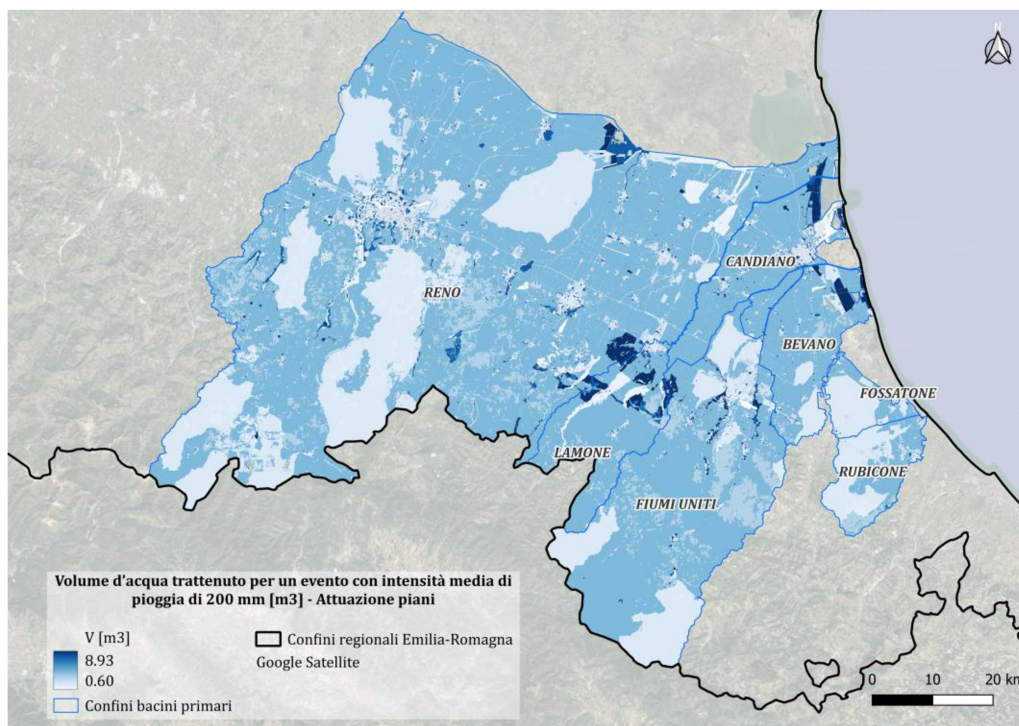 N
CANDIANO
RENO
BEVANO
FOSSATONE
LAMONE
RUBICONE
FIUMI UNITI
Volume d'acqua trattenuto per un evento con intensità media di
pioggia di 200 mm [m3] - Attuazione piani
V [m3]
8.93
0.60
Confini bacini primari
Confini regionali Emilia-Romagna
Google Satellite
0 10 20 km